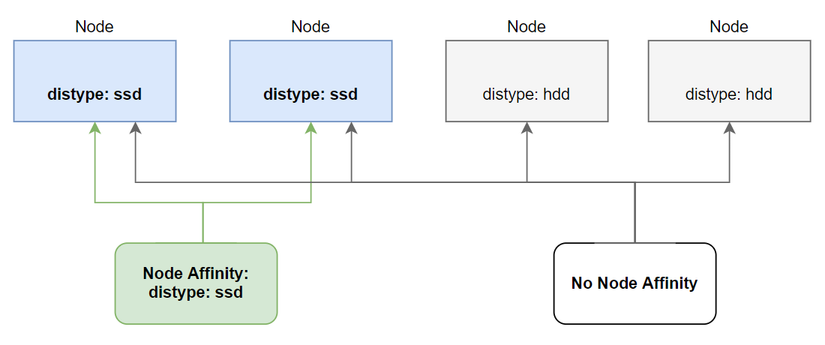 Node
Node
Node
Node
distype: ssd
distype: ssd
distype: hdd
distype: hdd
Node Affinity:
distype: ssd
No Node Affinity